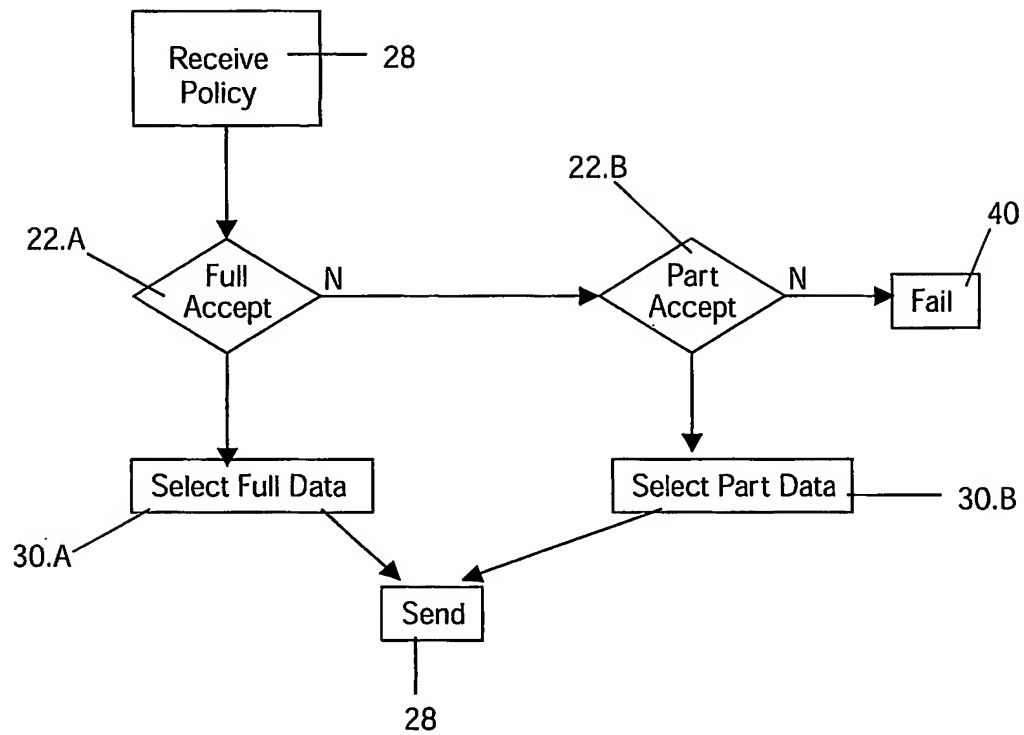 Receive
Policy
28
22.A
Full
Accept
N
22.B
Part
Accept
N
40
Fail
Select Full Data
30.A
Select Part Data
30.B
Send
28